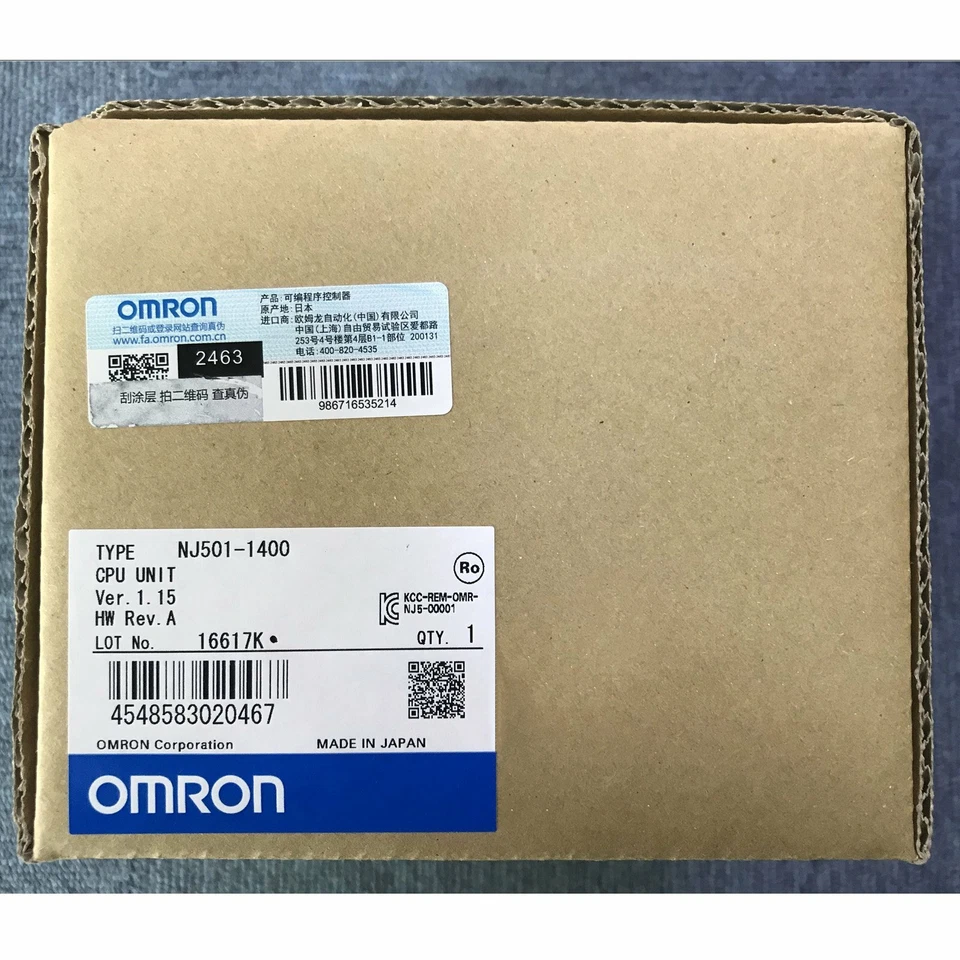 OMRON
扫二维码或登录网站查询真伪
www.fa.omron.com.cn
2463
刮涂层 拍二维码 查真伪
产品: 可编程序控制器
原产地: 日本
进口商: 欧姆龙自动化(中国)有限公司
中国(上海)自由贸易试验区爱都路
253号4号楼第4层B1-1部位 200131
电话: 400-820-4535
986716535214
TYPE NJ501-1400
CPU UNIT
Ver.1.15
HW Rev.A
LOT No. 16617K
Ro
KCC-REM-OMR-
NJ5-00001
QTY. 1
4548583020467
OMRON Corporation MADE IN JAPAN
OMRON